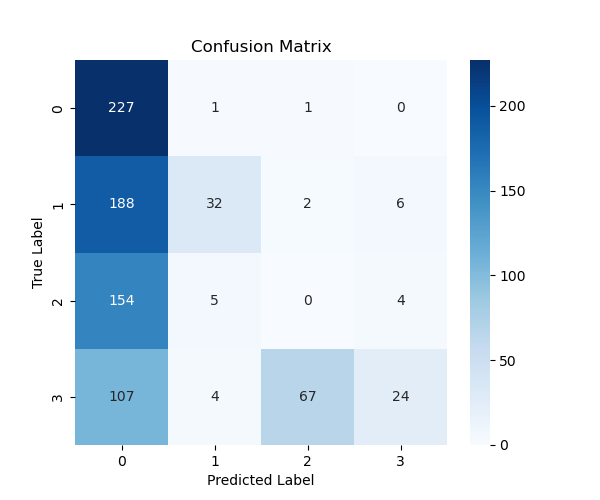 Confusion Matrix
True Label
0 227 1 1 0
1 188 32 2 6
2 154 5 0 4
3 107 4 67 24
0 1 2 3
Predicted Label
200
150
100
50
0